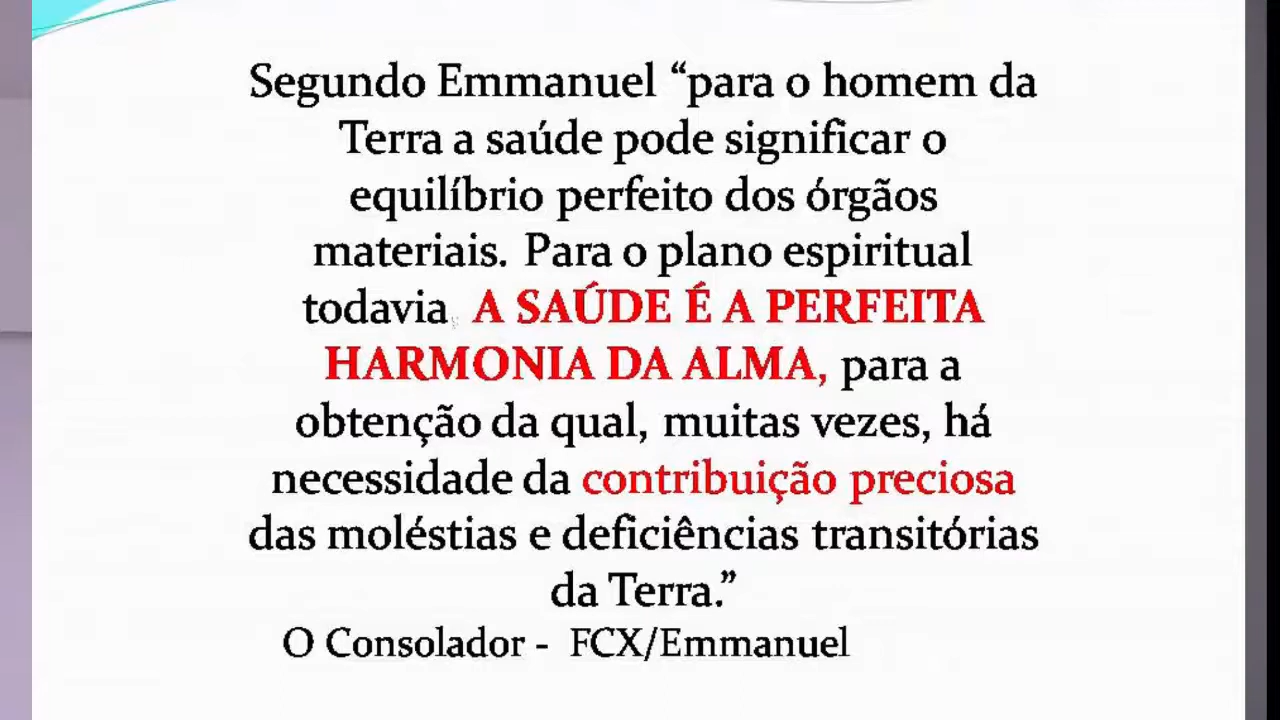 Segundo Emmanuel “para o homem da
Terra a saúde pode significar o
equilíbrio perfeito dos órgãos
materiais. Para o plano espiritual
todavia, A SAÚDE É A PERFEITA
HARMONIA DA ALMA, para a
obtenção da qual, muitas vezes, há
necessidade da contribuição preciosa
das moléstias e deficiências transitórias
da Terra.”
O Consolador - FCX/Emmanuel